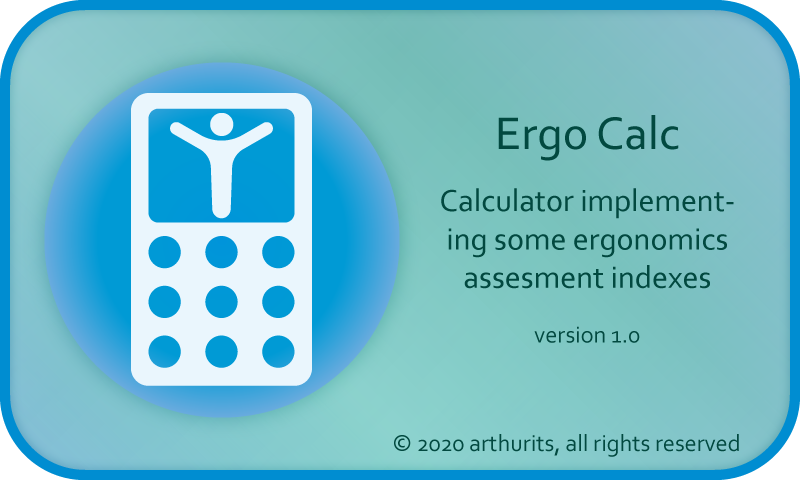 Ergo Calc
Calculator implement-
ing some ergonomics
assesment indexes
version 1.0
© 2020 arthurits, all rights reserved